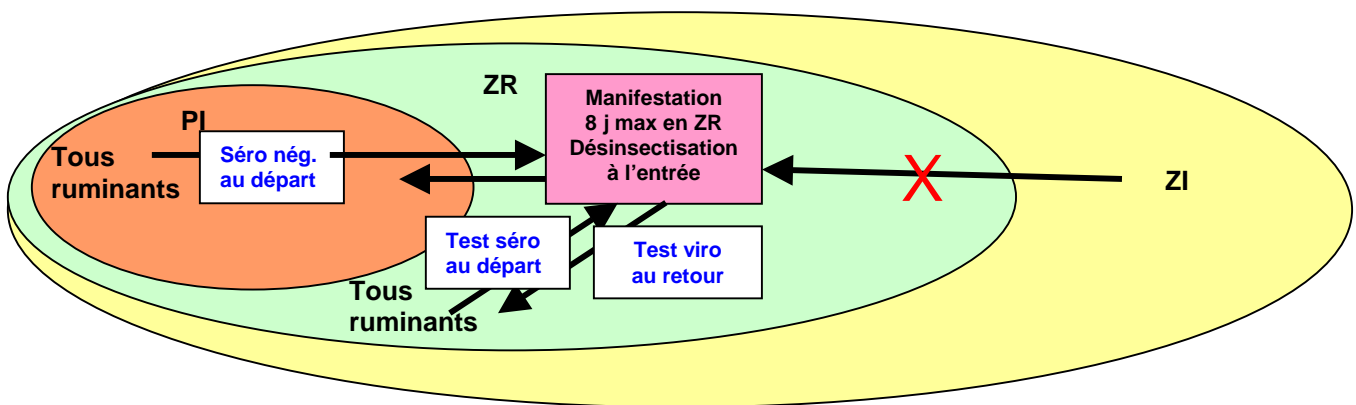 ZR
Manifestation
8 j max en ZR
Désinsectisation
à l'entrée
PI
Tous
ruminants
Séro nég.
au départ
X
ZI
Test séro
au départ
Test viro
au retour
Tous
ruminants